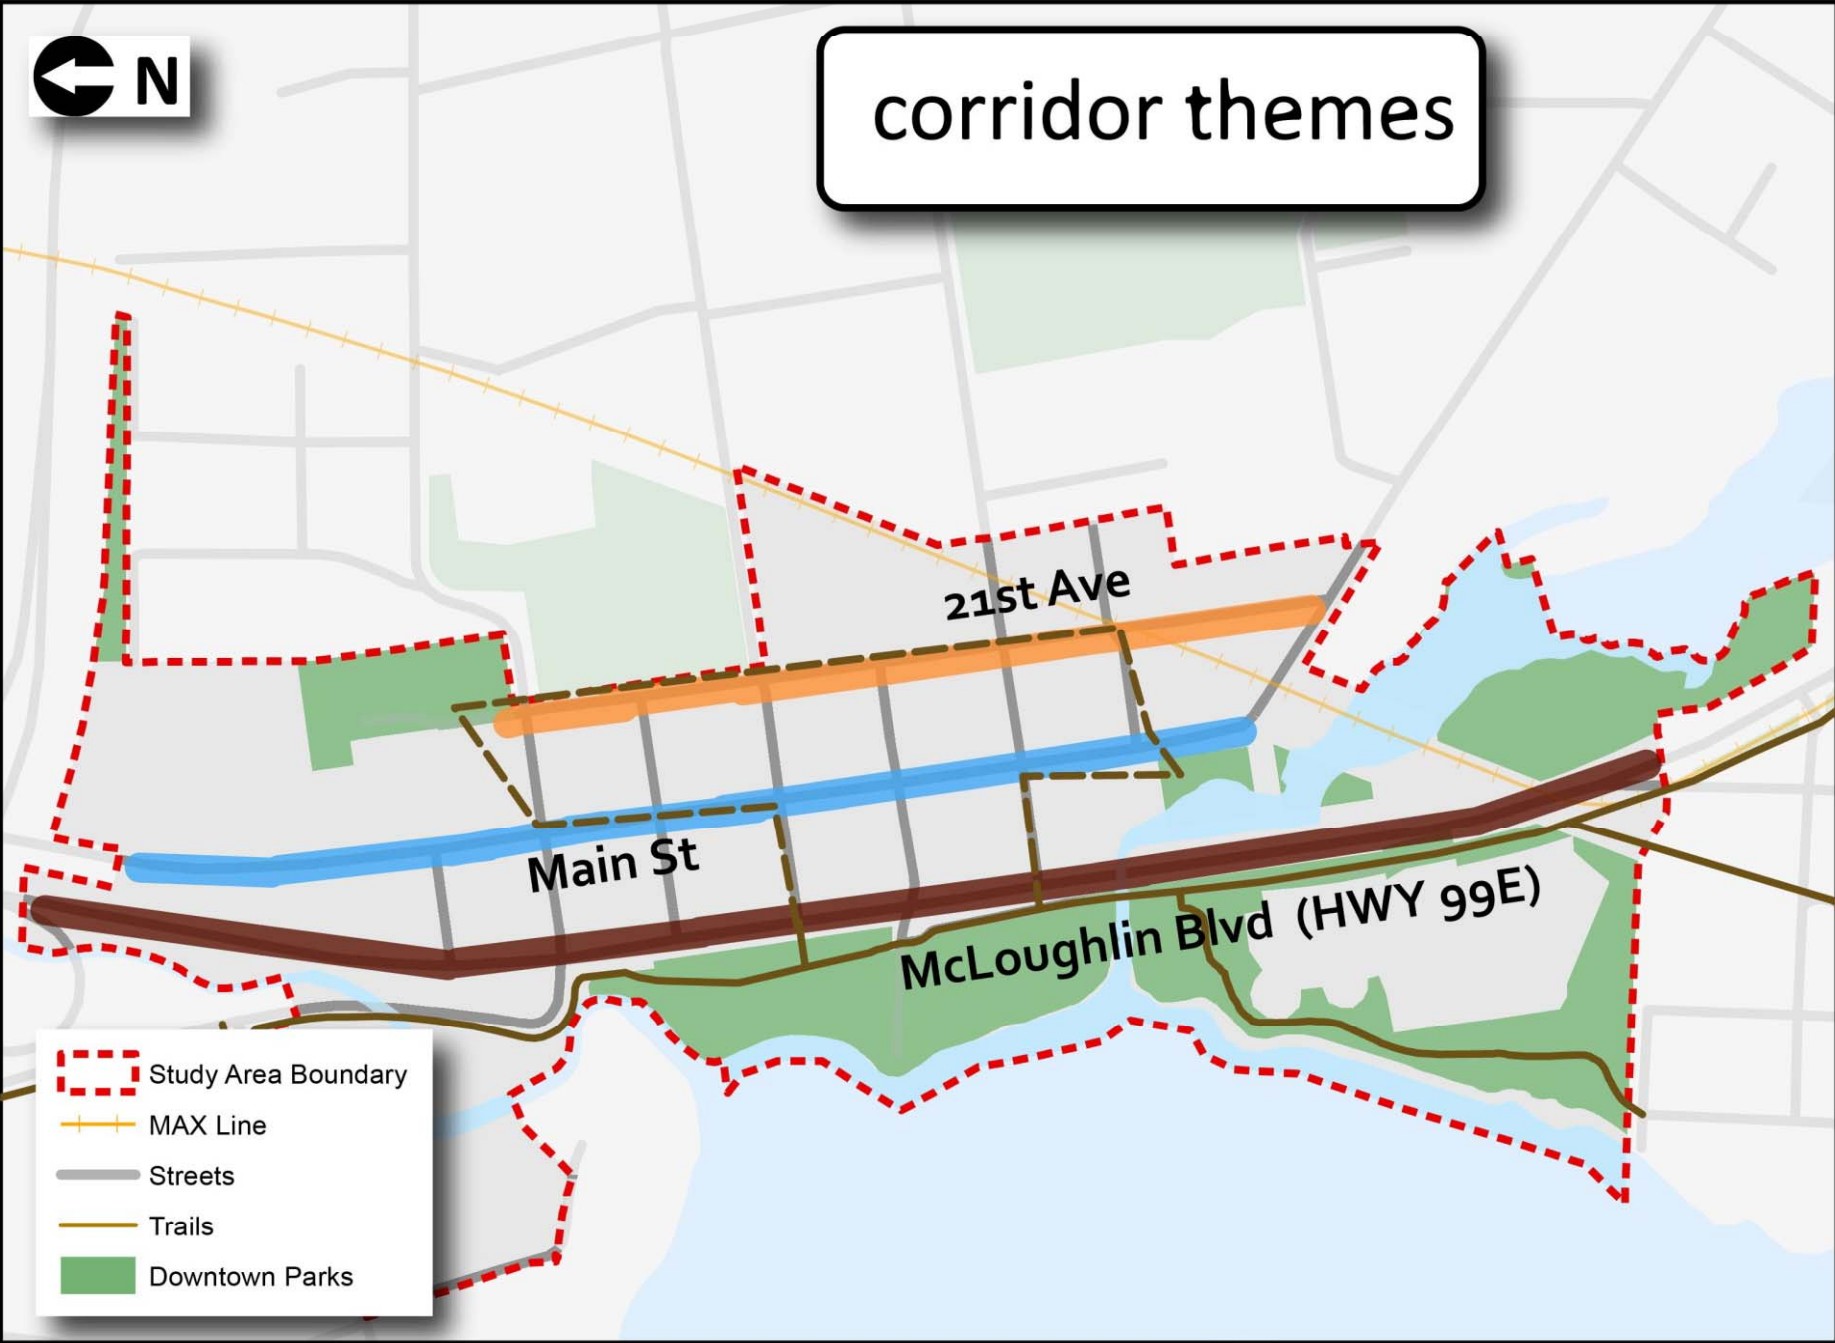 N
corridor themes
21st Ave
Main St
McLoughlin Blvd (HWY 99E)
Study Area Boundary
MAX Line
Streets
Trails
Downtown Parks